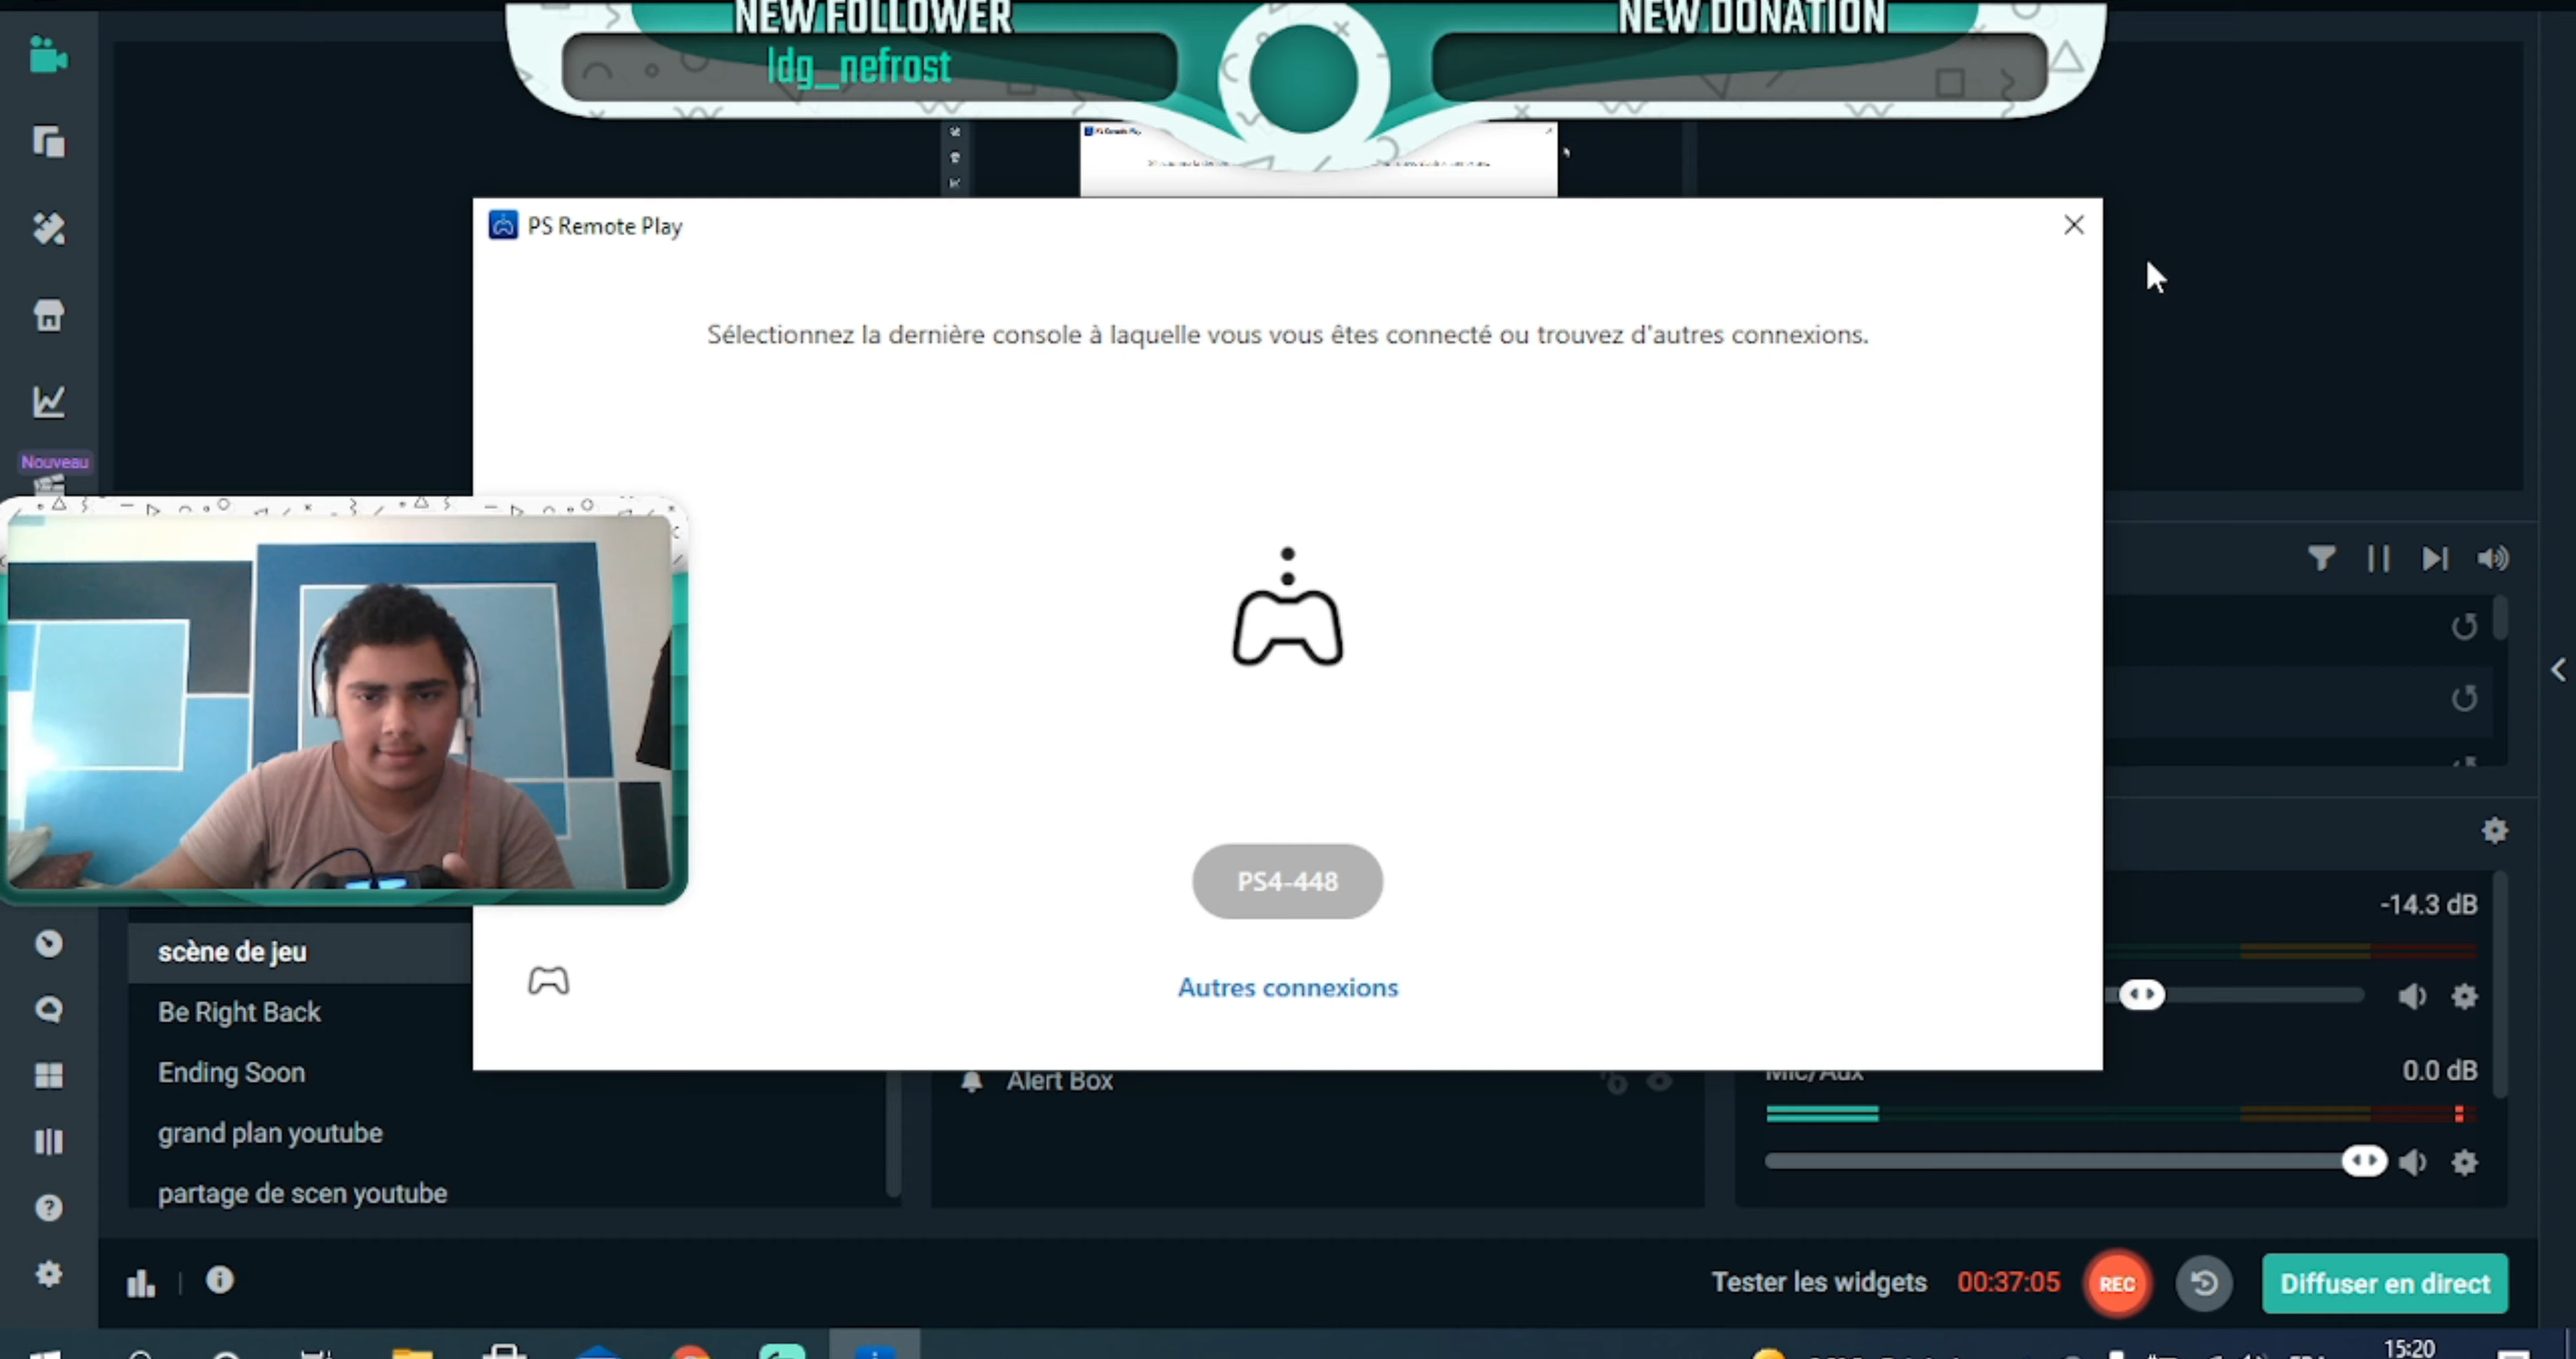 NEW FOLLOWER
ldg_nefrost
NEW DONATION
PS Remote Play
Sélectionnez la dernière console à laquelle vous vous êtes connecté ou trouvez d'autres connexions.
Nouveau
PS4-448
Autres connexions
-14.3 dB
scène de jeu
Be Right Back
Ending Soon
grand plan youtube
partage de scen youtube
Alert Box
Mic/Aux
0.0 dB
Tester les widgets
00:37:05
REC
Diffuser en direct
15:20